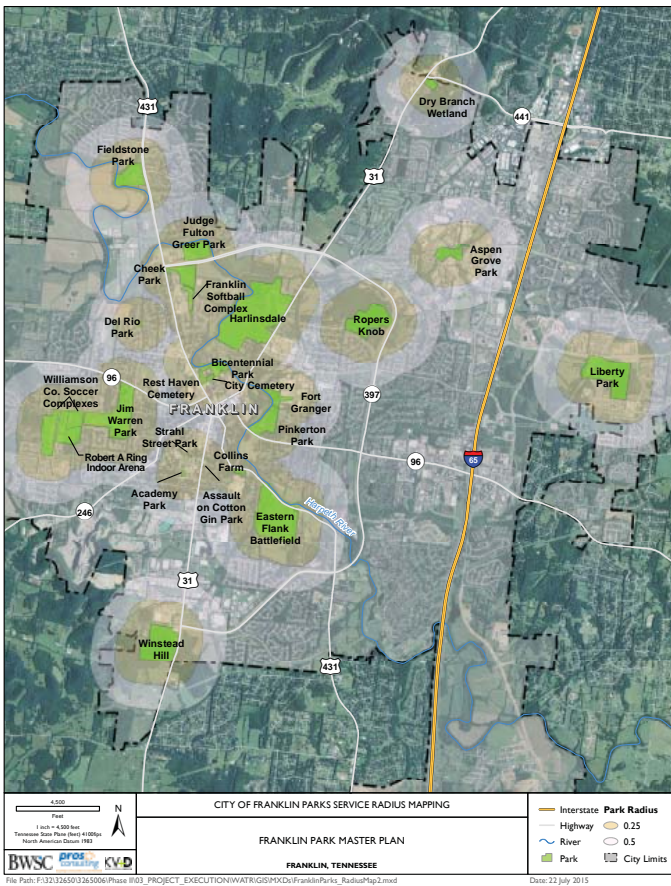 431
Dry Branch
Wetland
441
Fieldstone
Park
31
Judge
Fulton
Greer Park
Aspen
Grove
Park
Cheek
Park
Franklin
Softball
Complex
Harlinsdale
Del Rio
Park
Ropers
Knob
Bicentennial
Park
Liberty
Park
Williamson
Co. Soccer
Complexes
96
Rest Haven
Cemetery
City Cemetery
397
Jim
Warren
Park
FRANKLIN
Fort
Granger
Strahl
Street Park
Pinkerton
Park
Robert A Ring
Indoor Arena
Collins
Farm
96
65
Academy
Park
Assault
on Cotton
Gin Park
246
Eastern
Flank
Battlefield
Harpeth River
31
Winstead
Hill
431
4,500
Feet
1 inch = 4,500 feet
Tennessee State Plane (feet) 4100fips
North American Datum 1983
N
BWSC pros consulting KVD
CITY OF FRANKLIN PARKS SERVICE RADIUS MAPPING
FRANKLIN PARK MASTER PLAN
FRANKLIN, TENNESSEE
Interstate Park Radius
Highway 0.25
River 0.5
Park City Limits
File Path: F:\32\32650\3265006\Phase II\03_PROJECT_EXECUTION\WATR\GIS\MXDs\FranklinParks_RadiusMap2.mxd
Date: 22 July 2015